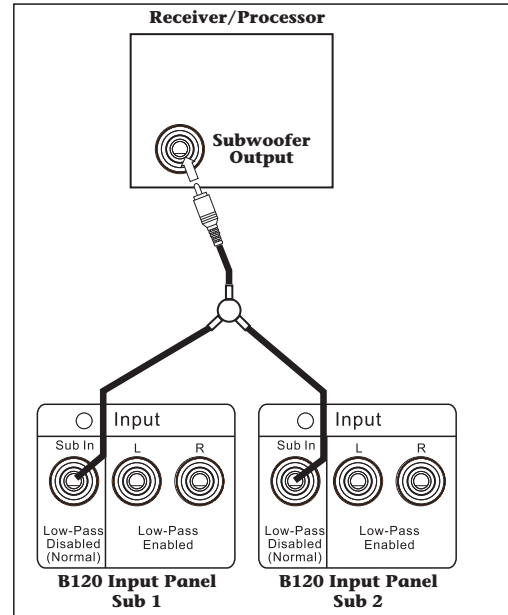 Receiver/Processor
Subwoofer
Output
Input
Sub In
L
R
Low-Pass
Disabled
(Normal)
Low-Pass
Enabled
B120 Input Panel
Sub 1
Input
Sub In
L
R
Low-Pass
Disabled
(Normal)
Low-Pass
Enabled
B120 Input Panel
Sub 2